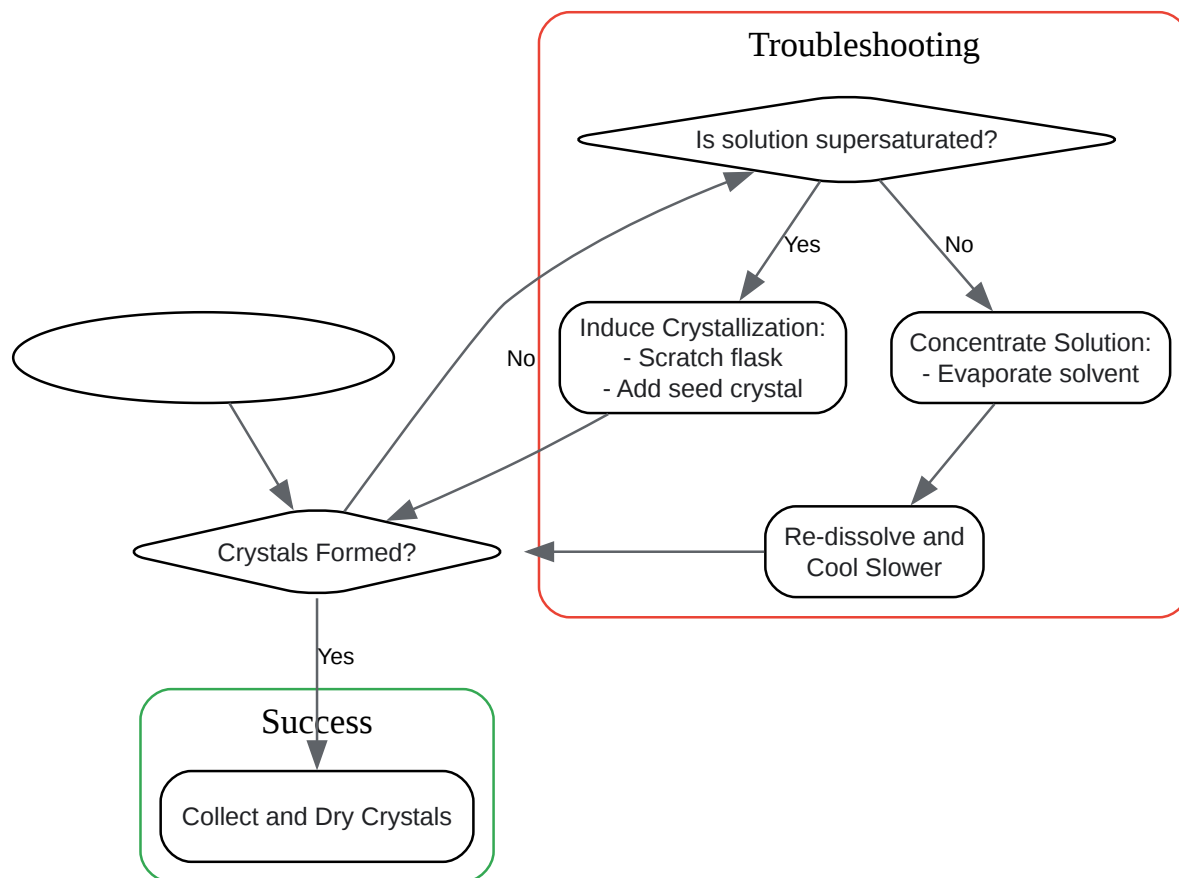 Troubleshooting
Is solution supersaturated?
Yes
No
Induce Crystallization:
- Scratch flask
- Add seed crystal
Concentrate Solution:
- Evaporate solvent
No
Crystals Formed?
Re-dissolve and
Cool Slower
Yes
Success
Collect and Dry Crystals